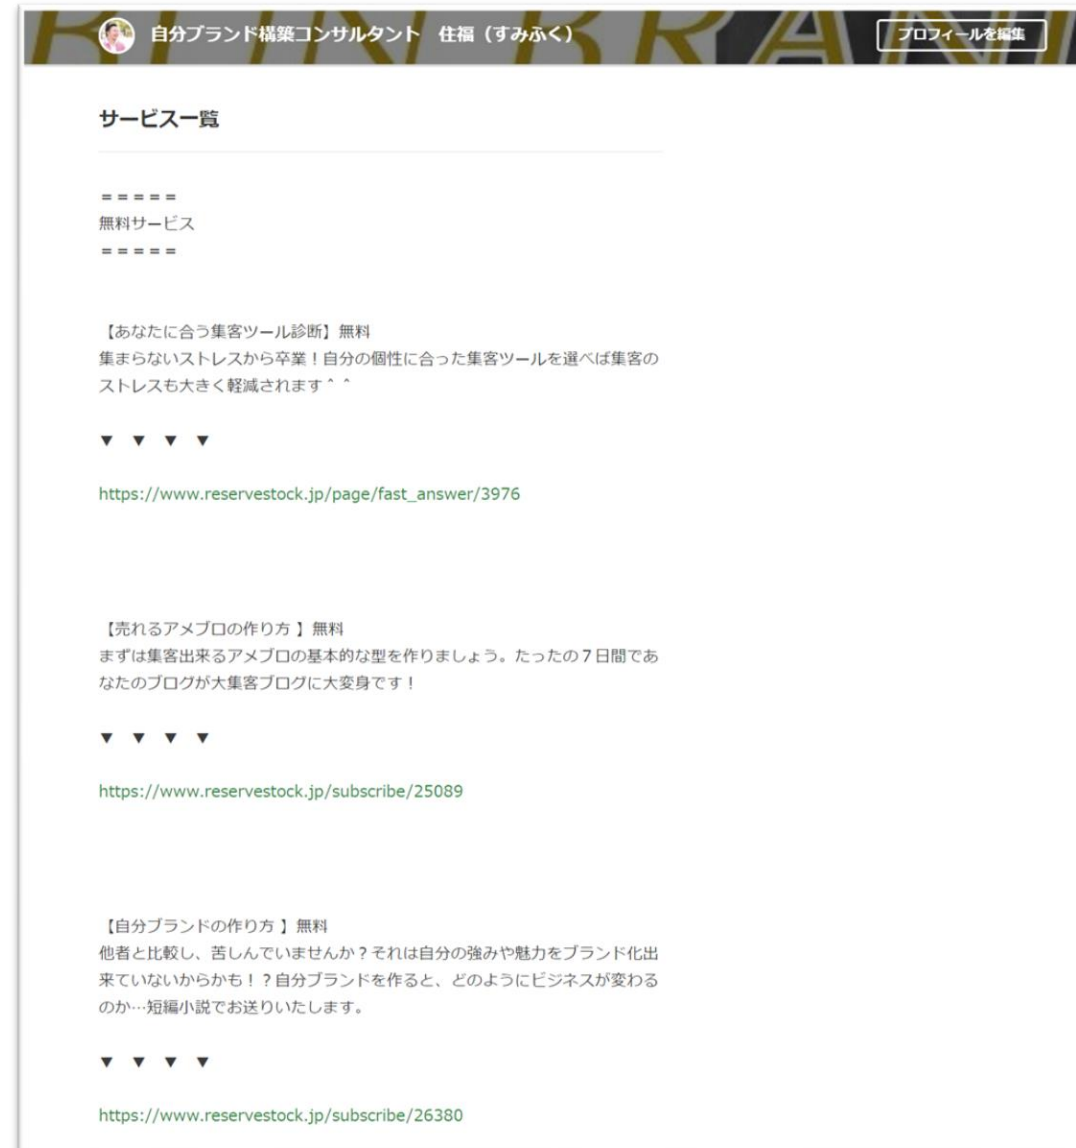 自分ブランド構築コンサルタント　住福（すみふく）
プロフィールを編集
サービス一覧
＝＝＝＝＝
無料サービス
＝＝＝＝＝
【あなたに合う集客ツール診断】無料
集まらないストレスから卒業！自分の個性に合った集客ツールを選べば集客の
ストレスも大きく軽減されます＾＾
▼　▼　▼　▼
https://www.reservestock.jp/page/fast_answer/3976
【売れるアメブロの作り方 】無料
まずは集客出来るアメブロの基本的な型を作りましょう。たったの７日間であ
なたのブログが大集客ブログに大変身です！
▼　▼　▼　▼
https://www.reservestock.jp/subscribe/25089
【自分ブランドの作り方 】無料
他者と比較し、苦しんでいませんか？それは自分の強みや魅力をブランド化出
来ていないからかも！？自分ブランドを作ると、どのようにビジネスが変わる
のか…短編小説でお送りいたします。
▼　▼　▼　▼
https://www.reservestock.jp/subscribe/26380